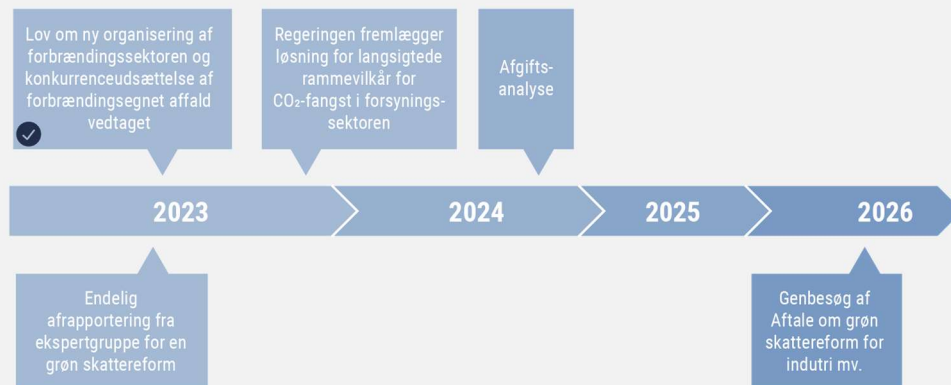 Lov om ny organisering af
forbrændingssektoren og
konkurrenceudsættelse af
forbrændingsegnet affald
vedtaget
Regeringen fremlægger
løsning for langsigtede
rammevilkår for
CO₂-fangst i forsynings-
sektoren
Afgifts-
analyse
2023
2024
2025
2026
Endelig
afrapportering fra
ekspertgruppe for en
grøn skattereform
Genbesøg af
Aftale om grøn
skattereform for
indutri mv.